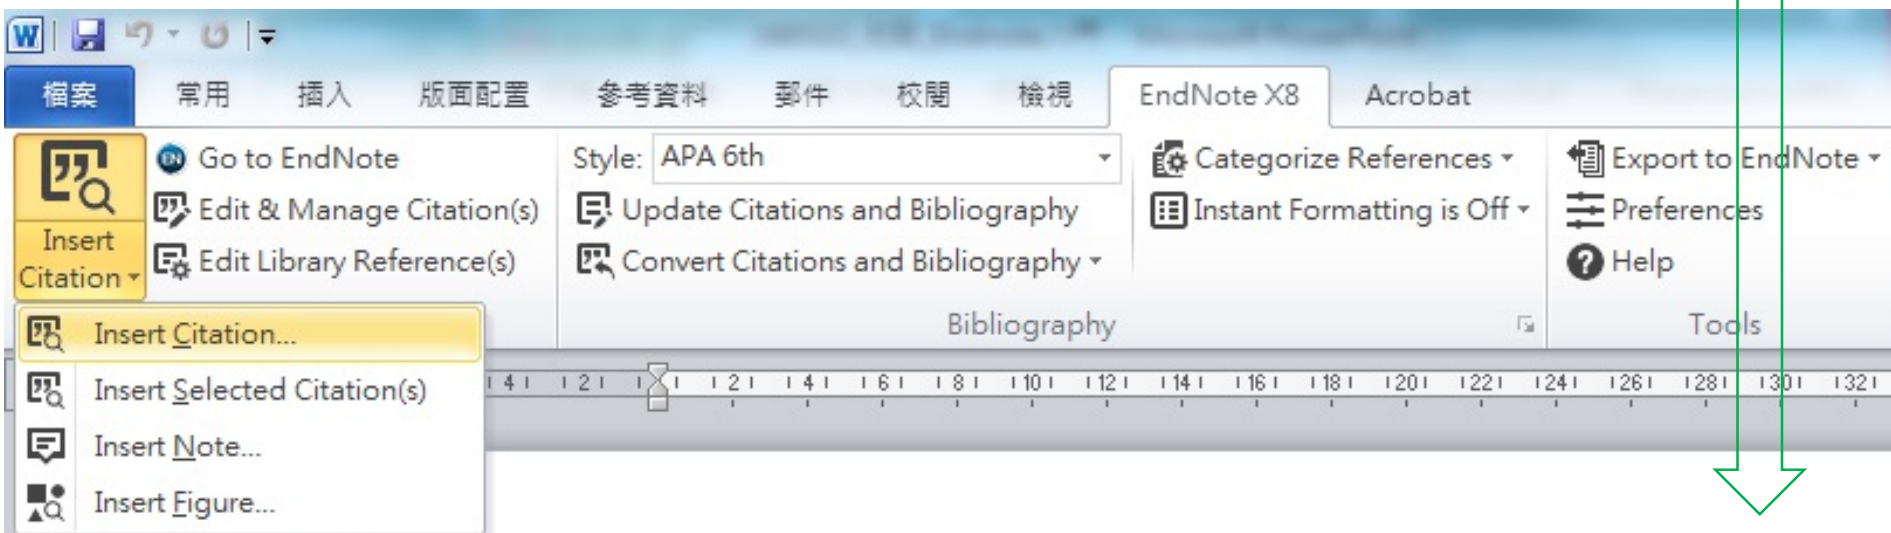 檔案 常用 插入 版面配置 參考資料 郵件 校閱 檢視 EndNote X8 Acrobat
Insert Citation
Go to EndNote
Edit & Manage Citation(s)
Edit Library Reference(s)
Style: APA 6th
Update Citations and Bibliography
Convert Citations and Bibliography
Bibliography
Categorize References
Instant Formatting is Off
Export to EndNote
Preferences
Help
Tools
Insert Citation...
Insert Selected Citation(s)
Insert Note...
Insert Figure...
4 2 2 4 6 8 10 12 14 16 18 20 22 24 26 28 30 32